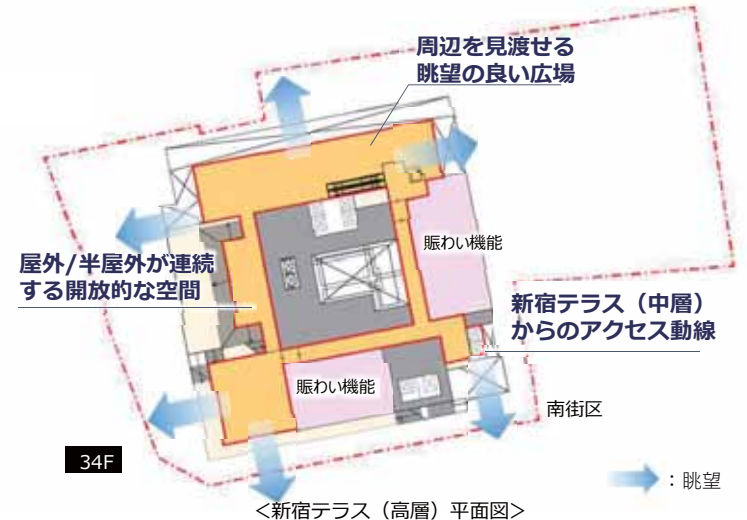 周辺を見渡せる
眺望の良い広場
賑わい機能
屋外/半屋外が連続
する開放的な空間
新宿テラス（中層）
からのアクセス動線
賑わい機能
南街区
34F
：眺望
<新宿テラス（高層）平面図>